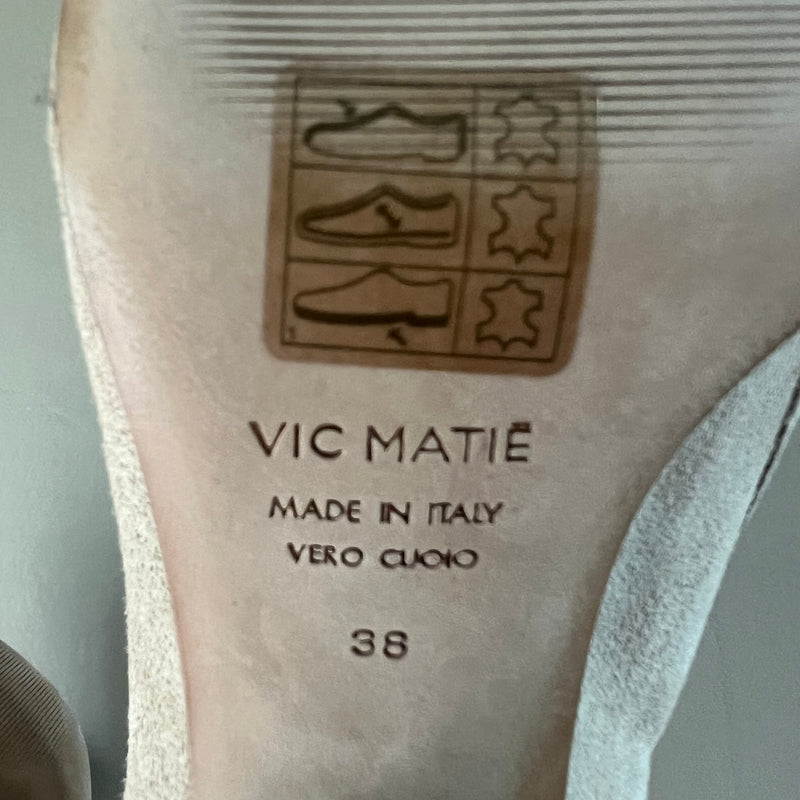 VIC MATIĒ
MADE IN ITALY
VERO CUOIO
38